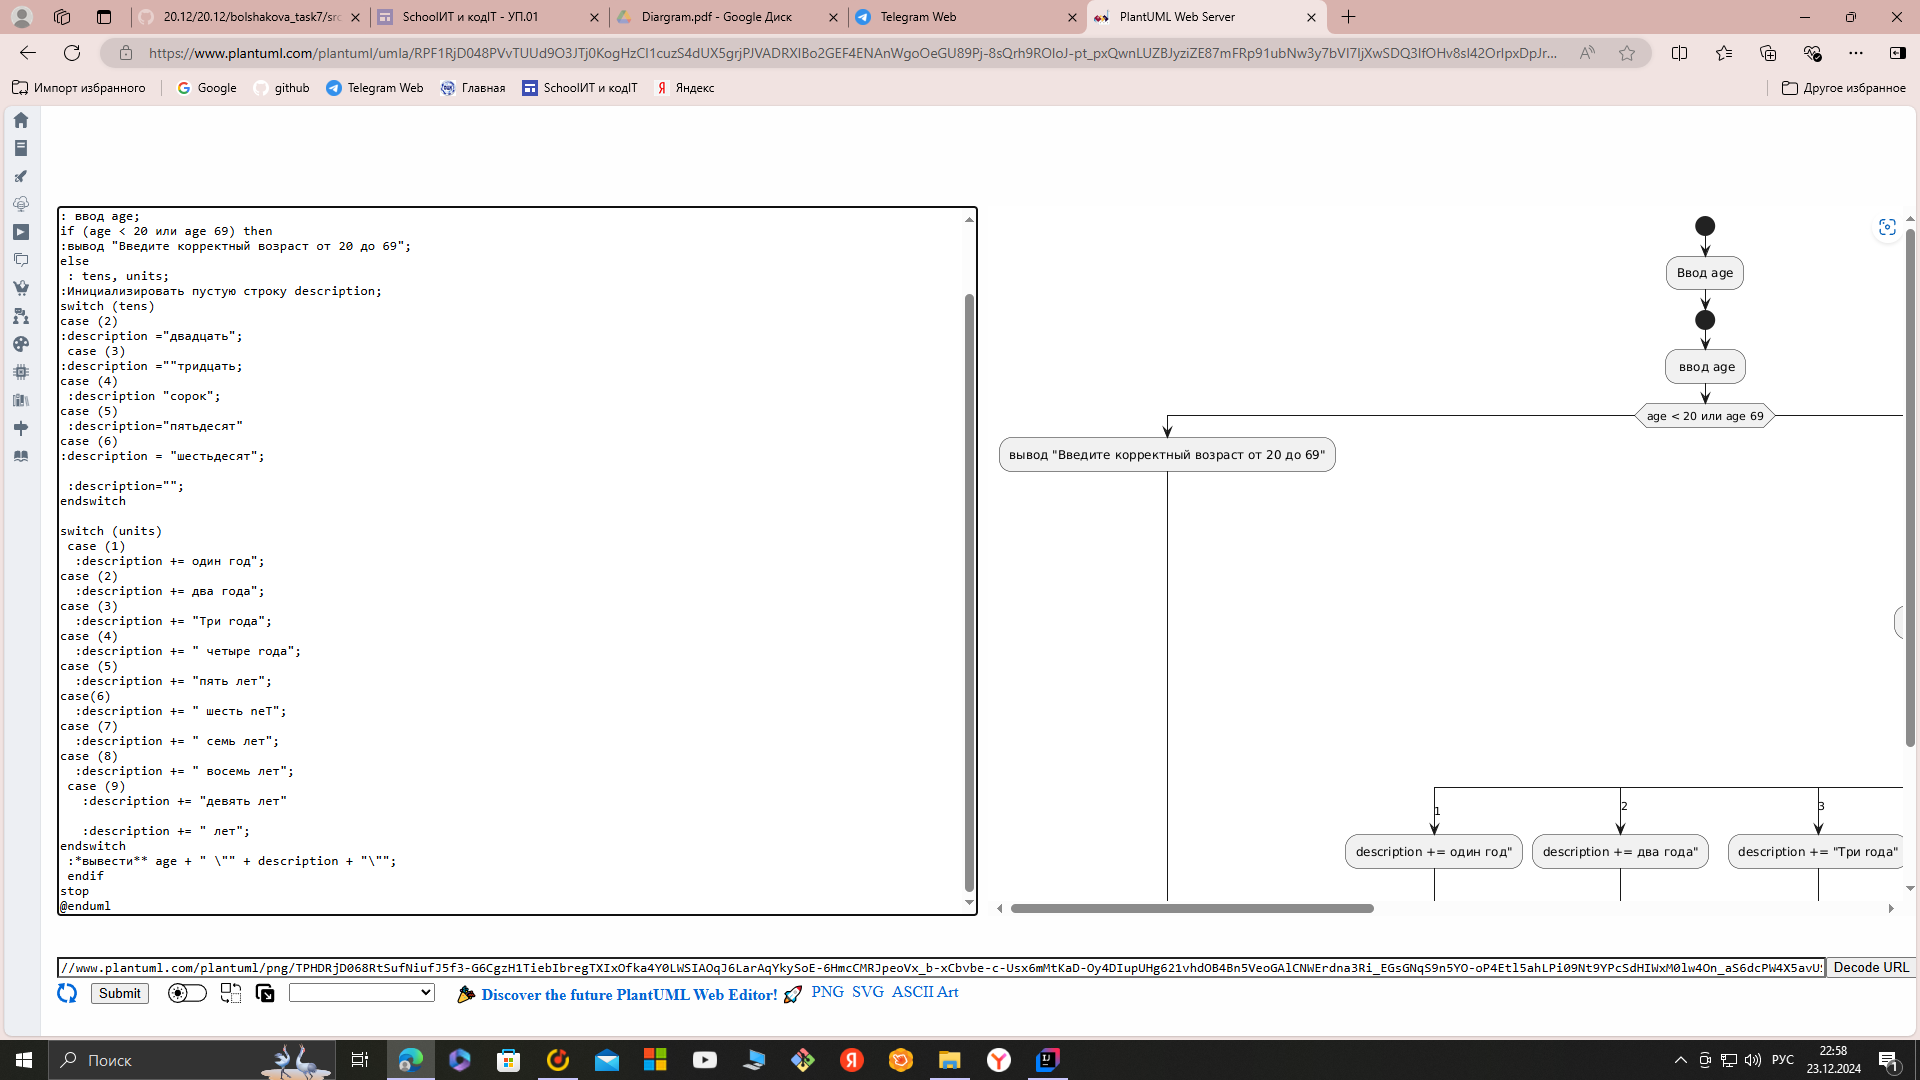 20.12/20.12/bolshakova_task7/src
SchoolИТ и кодIT - УП.01
Diargram.pdf - Google Диск
Telegram Web
PlantUML Web Server
https://www.plantuml.com/plantuml/umla/RPF1RjD048PVvTUUd9O3JTj0KogHzCl1cuzS4dUX5grjPJVADRXIBo2GEF4ENAnWgoOeGU89Pj-8sQrh9ROIoJ-pt_pxQwnLUZBJyziZE87mFRp91ubNw3y7bVI7ljXwSDQ3lfOHv8sl42OrIpxDpJr...
Импорт избранного
Google
github
Telegram Web
Главная
SchoolИТ и кодIT
Яндекс
Другое избранное
: ввод age;
if (age < 20 или age 69) then
:вывод "Введите корректный возраст от 20 до 69";
else
: tens, units;
:Инициализировать пустую строку description;
switch (tens)
case (2)
:description ="двадцать";
case (3)
:description =""тридцать;
case (4)
:description "сорок";
case (5)
:description="пятьдесят"
case (6)
:description = "шестьдесят";
:description="";
endswitch
switch (units)
case (1)
:description += один год";
case (2)
:description += два года";
case (3)
:description += "Три года";
case (4)
:description += " четыре года";
case (5)
:description += "пять лет";
case(6)
:description += " шесть neT";
case (7)
:description += " семь лет";
case (8)
:description += " восемь лет";
case (9)
:description += "девять лет"
:description += " лет";
endswitch
:*вывести** age + " \"" + description + "\"";
endif
stop
@enduml
Ввод age
ввод age
age < 20 или age 69
вывод "Введите корректный возраст от 20 до 69"
1
2
3
description += один год"
description += два года"
description += "Три года"
//www.plantuml.com/plantuml/png/TPHDRjD068RtSufNiufJ5f3-G6CgzH1TiebIbregTXIxOfka4Y0LWSIAOqJ6LarAqYkySoE-6HmcCMRJpeoVx_b-xCbvbe-c-Usx6mMtKaD-Oy4DIupUHg621vhdOB4Bn5VeoGAlCNWErdna3Ri_EGsGNqS9n5YO-oP4Etl5ahLPi09Nt9YPcSdHIWxM0lw4On_aS6dcPW4X5avU
Decode URL
Submit
Discover the future PlantUML Web Editor!
PNG
SVG
ASCII Art
Поиск
РУС
22:58
23.12.2024
1